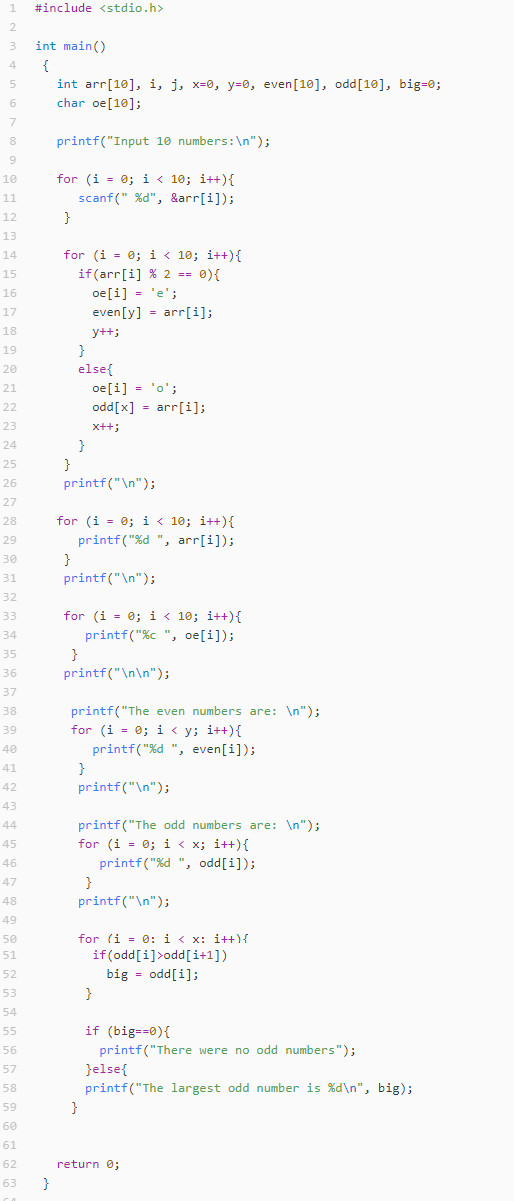 1 #include <stdio.h>
2
3 int main()
4 {
5 int arr[10], i, j, x=0, y=0, even[10], odd[10], big=0;
6 char oe[10];
7
8 printf("Input 10 numbers:\n");
9
10 for (i = 0; i < 10; i++){
11 scanf(" %d", &arr[i]);
12 }
13
14 for (i = 0; i < 10; i++){
15 if(arr[i] % 2 == 0){
16 oe[i] = 'e';
17 even[y] = arr[i];
18 y++;
19 }
20 else{
21 oe[i] = 'o';
22 odd[x] = arr[i];
23 x++;
24 }
25 }
26 printf("\n");
27
28 for (i = 0; i < 10; i++){
29 printf("%d ", arr[i]);
30 }
31 printf("\n");
32
33 for (i = 0; i < 10; i++){
34 printf("%c ", oe[i]);
35 }
36 printf("\n\n");
37
38 printf("The even numbers are: \n");
39 for (i = 0; i < y; i++){
40 printf("%d ", even[i]);
41 }
42 printf("\n");
43
44 printf("The odd numbers are: \n");
45 for (i = 0; i < x; i++){
46 printf("%d ", odd[i]);
47 }
48 printf("\n");
49
50 for (i = 0; i < x; i++){
51 if(odd[i]>odd[i+1])
52 big = odd[i];
53 }
54
55 if (big==0){
56 printf("There were no odd numbers");
57 }else{
58 printf("The largest odd number is %d\n", big);
59 }
60
61
62 return 0;
63 }
64